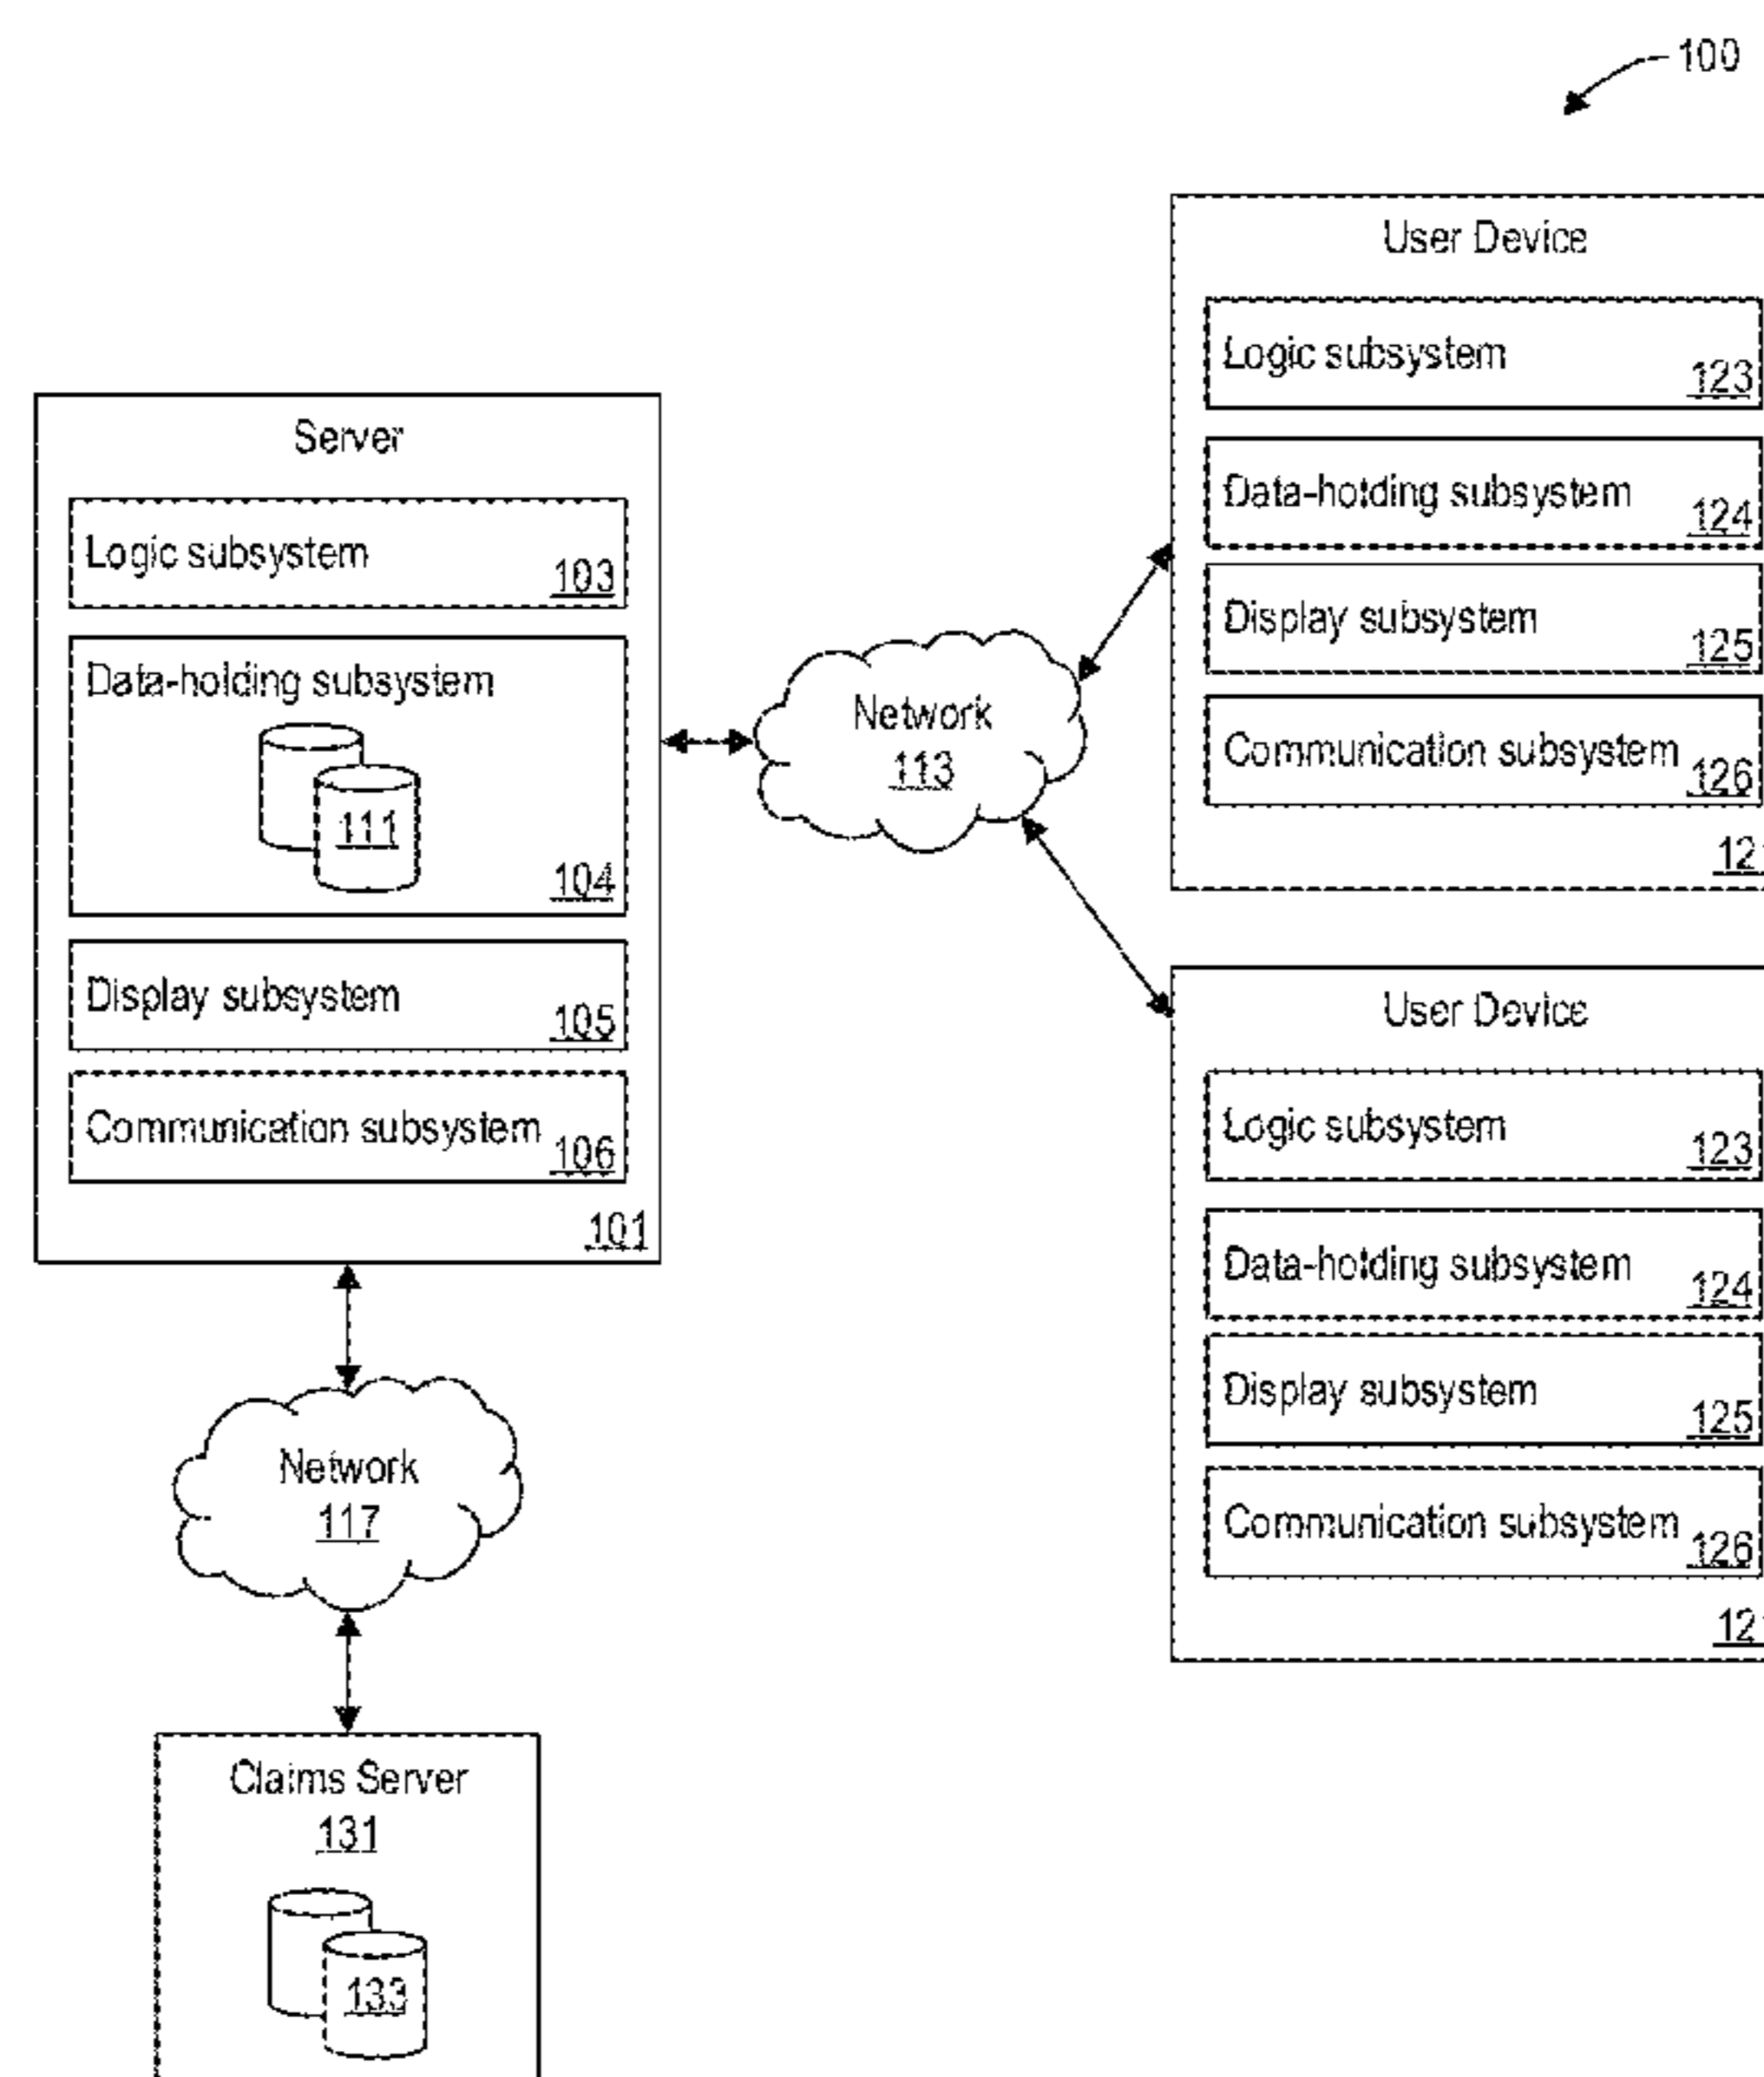 100
Server
Logic subsystem
103
Data-holding subsystem
111
104
Display subsystem
105
Communication subsystem
106
101
Network
113
User Device
Logic subsystem
123
Data-holding subsystem
124
Display subsystem
125
Communication subsystem
126
User Device
Logic subsystem
123
Data-holding subsystem
124
Display subsystem
125
Communication subsystem
126
Network
117
Claims Server
131
133